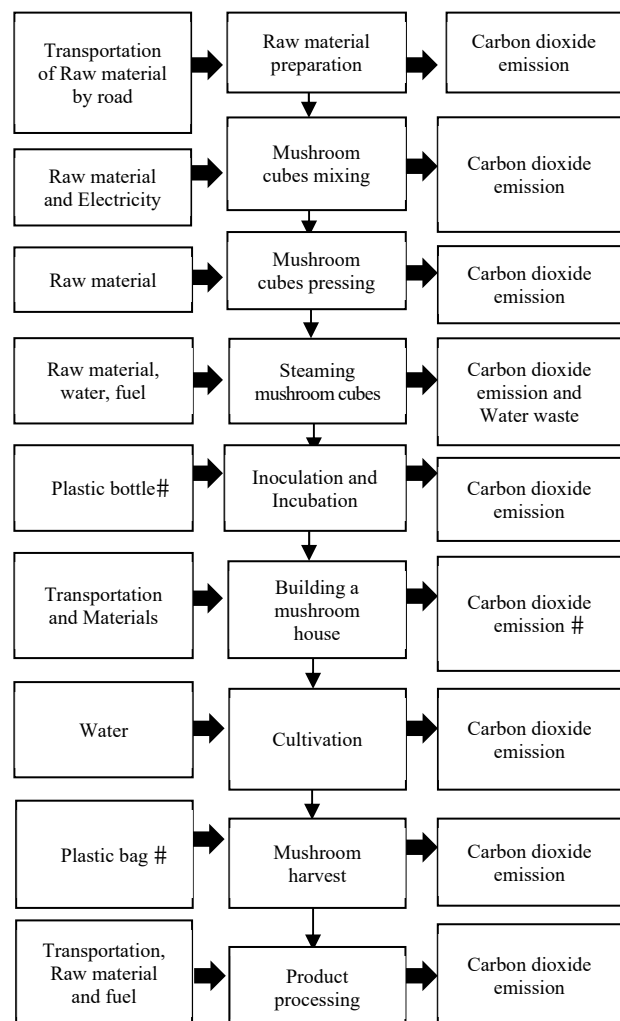 Transportation
of Raw material
by road
Raw material
preparation
Carbon dioxide
emission
Raw material
and Electricity
Mushroom
cubes mixing
Carbon dioxide
emission
Raw material
Mushroom
cubes pressing
Carbon dioxide
emission
Raw material,
water, fuel
Steaming
mushroom cubes
Carbon dioxide
emission and
Water waste
Plastic bottle#
Inoculation and
Incubation
Carbon dioxide
emission
Transportation
and Materials
Building a
mushroom
house
Carbon dioxide
emission #
Water
Cultivation
Carbon dioxide
emission
Plastic bag #
Mushroom
harvest
Carbon dioxide
emission
Transportation,
Raw material
and fuel
Product
processing
Carbon dioxide
emission